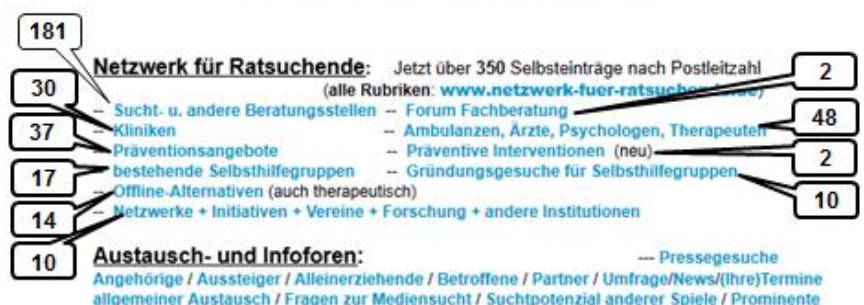 181
Netzwerk für Ratsuchende: Jetzt über 350 Selbsteinträge nach Postleitzahl
30
(alle Rubriken: www.netzwerk-fuer-ratsuchende.de)
2
-- Sucht- u. andere Beratungsstellen -- Forum Fachberatung
37
-- Kliniken -- Ambulanzen, Ärzte, Psychologen, Therapeuten
48
Präventionsangebote -- Präventive Interventionen (neu)
2
17
bestehende Selbsthilfegruppen -- Gründungsgesuche für Selbsthilfegruppen
10
14
-- Offline-Alternativen (auch therapeutisch)
-- Netzwerke + Initiativen + Vereine + Forschung + andere Institutionen
10
Austausch- und Infoforen: --- Pressegesuche
Angehörige / Aussteiger / Alleinerziehende / Betroffene / Partner / Umfrage/News/(Ihre)Termine
allgemeiner Austausch / Fragen zur Mediensucht / Suchtpotenzial anderer Spiele / Prominente